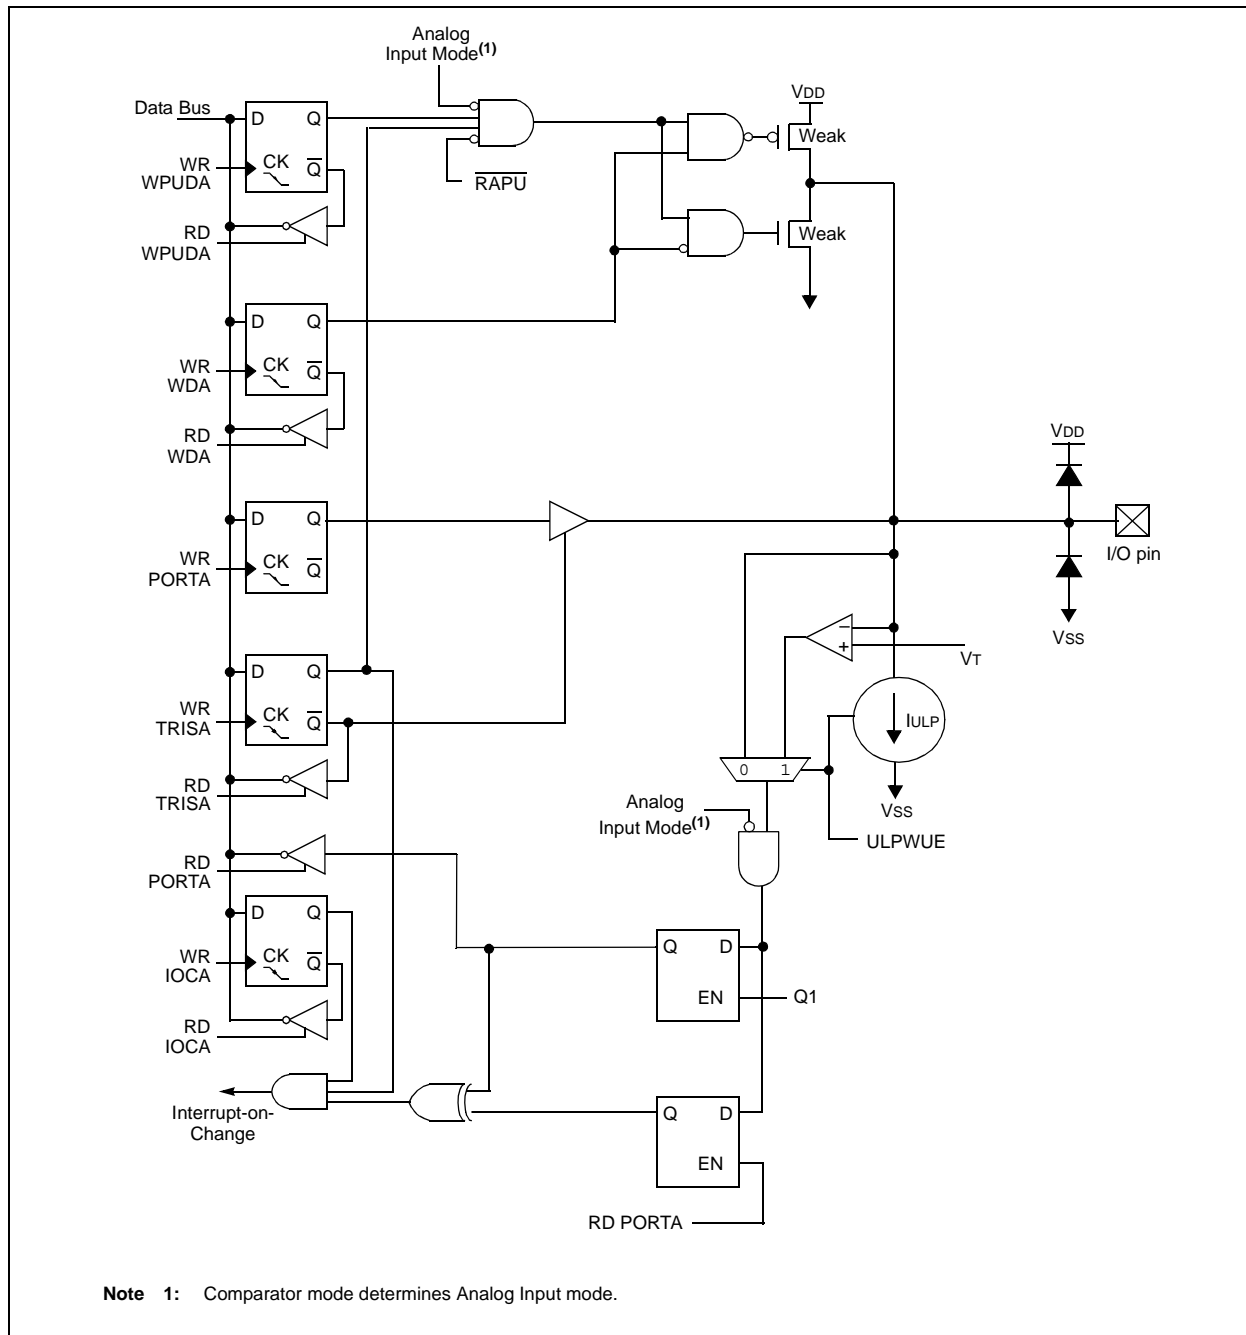 Analog
Input Mode(1)
VDD
Data Bus
D Q
Weak
WR
WPUDA
CK Q
RAPU
RD
WPUDA
Weak
D Q
WR
WDA
CK Q
RD
WDA
VDD
D Q
WR
PORTA
CK Q
I/O pin
VSS
VT
D Q
WR
TRISA
CK Q
IULP
0 1
RD
TRISA
VSS
Analog
Input Mode(1)
ULPWUE
RD
PORTA
D Q
WR
IOCA
CK Q
Q D
EN
Q1
RD
IOCA
Interrupt-on-
Change
Q D
EN
RD PORTA
− +
Note 1: Comparator mode determines Analog Input mode.